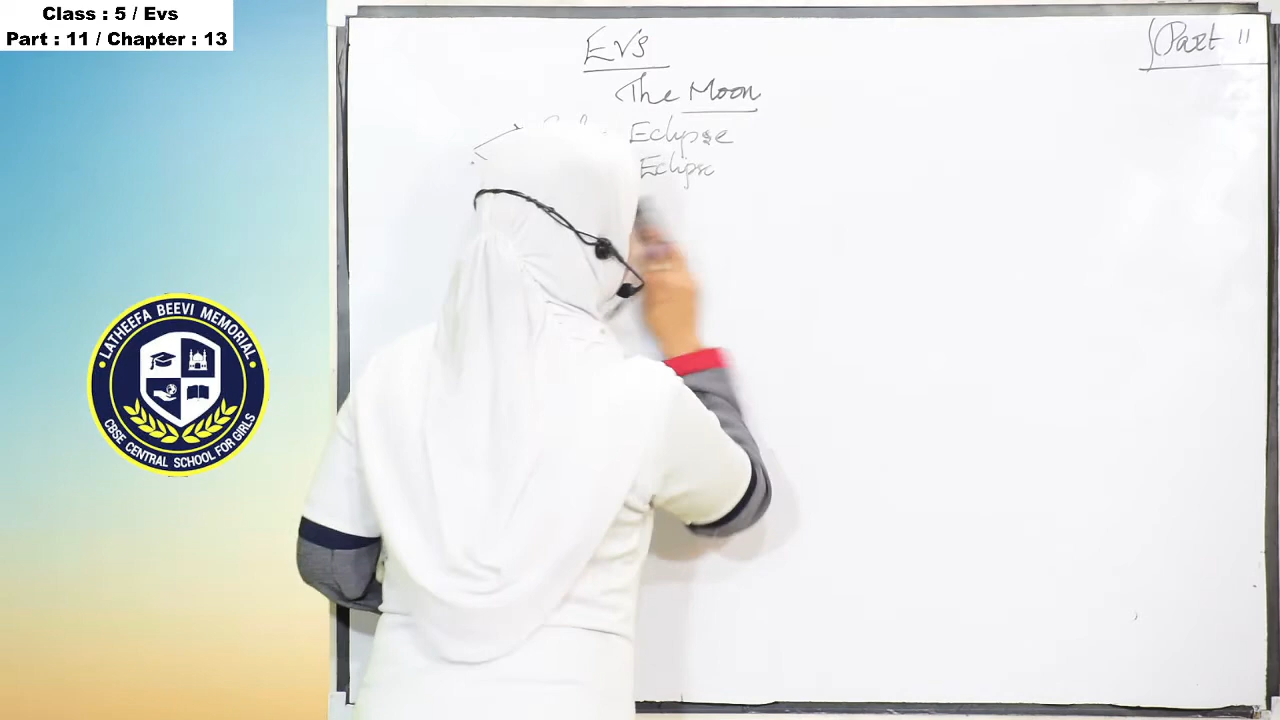 Class : 5 / Evs
Part : 11 / Chapter : 13
EVS
Part 11
The Moon
Eclipse
Eclipse
LATHEEFA BEEVI MEMORIAL
CBSE CENTRAL SCHOOL FOR GIRLS